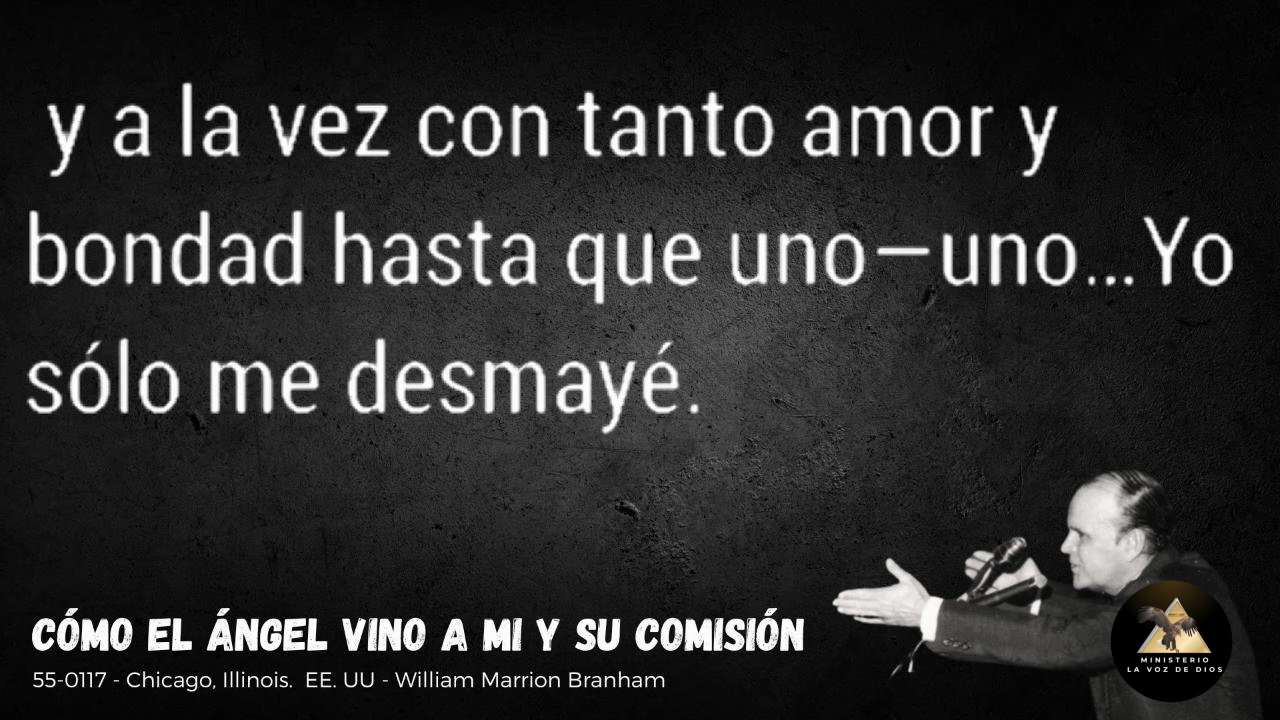 y a la vez con tanto amor y
bondad hasta que uno—uno...Yo
sólo me desmayé.
CÓMO EL ÁNGEL VINO A MI Y SU COMISIÓN
55-0117 - Chicago, Illinois. EE. UU - William Marrion Branham
MINISTERIO
LA VOZ DE DIOS